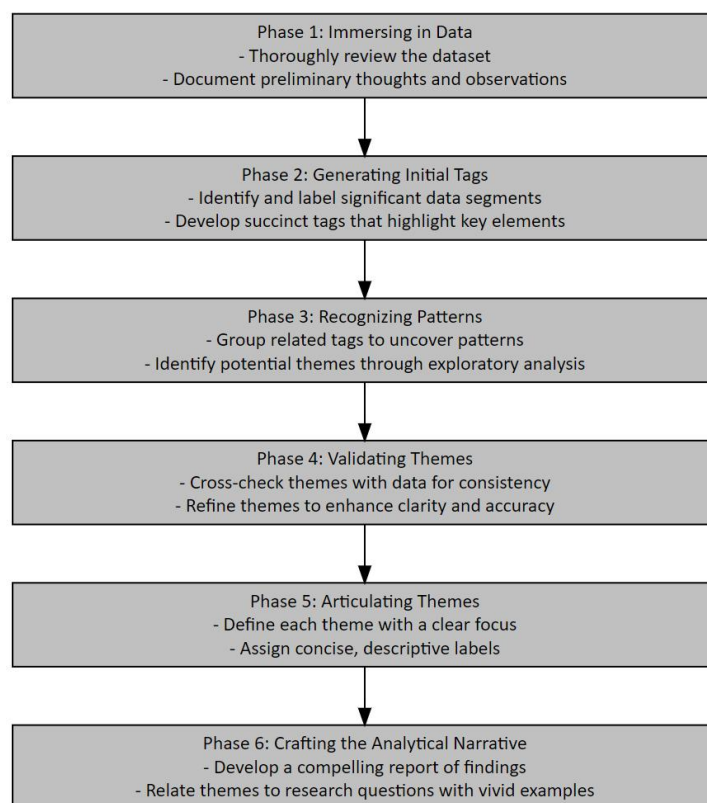 Phase 1: Immersing in Data
- Thoroughly review the dataset
- Document preliminary thoughts and observations
Phase 2: Generating Initial Tags
- Identify and label significant data segments
- Develop succinct tags that highlight key elements
Phase 3: Recognizing Patterns
- Group related tags to uncover patterns
- Identify potential themes through exploratory analysis
Phase 4: Validating Themes
- Cross-check themes with data for consistency
- Refine themes to enhance clarity and accuracy
Phase 5: Articulating Themes
- Define each theme with a clear focus
- Assign concise, descriptive labels
Phase 6: Crafting the Analytical Narrative
- Develop a compelling report of findings
- Relate themes to research questions with vivid examples